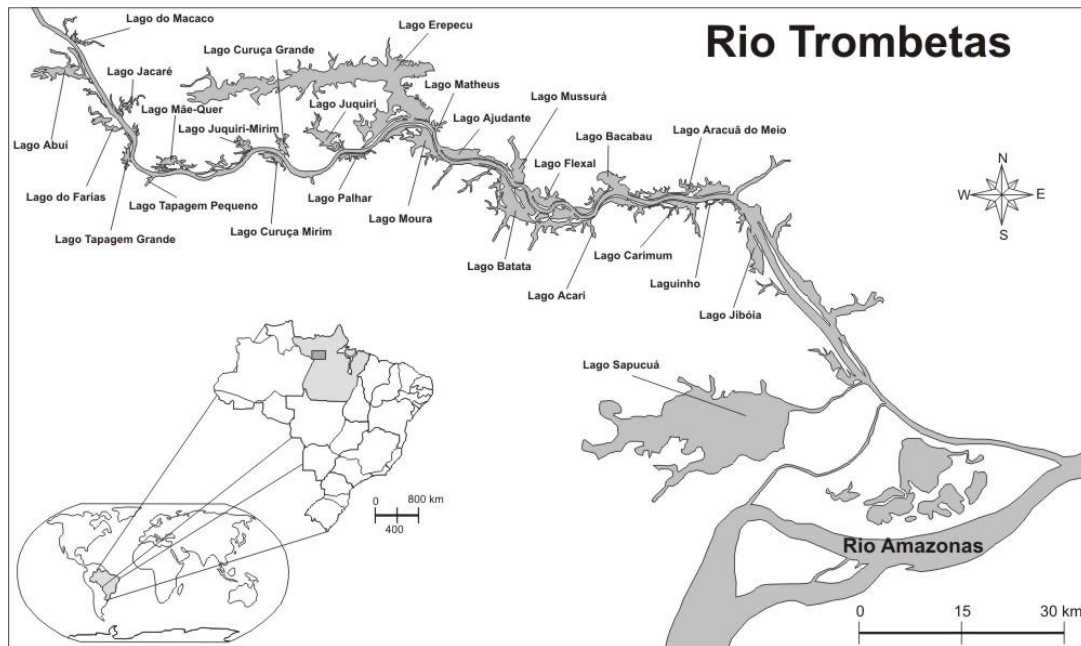 Rio Trombetas
Lago do Macaco
Lago Erepecu
Lago Curuça Grande
Lago Jacaré
Lago Matheus
Lago Mussurá
Lago Mãe-Quer
Lago Juquiri
Lago Ajudante
Lago Juquiri-Mirim
Lago Bacabau
Lago Aracuã do Meio
Lago Abuí
Lago Flexal
Lago do Farias
Lago Tapagem Pequeno
Lago Palhar
Lago Moura
Lago Tapagem Grande
Lago Curuça Mirim
Lago Batata
Lago Carimum
Lago Acari
Laguinho
Lago Jibóia
N
W
E
S
Lago Sapucuá
0
800 km
400
Rio Amazonas
0
15
30 km